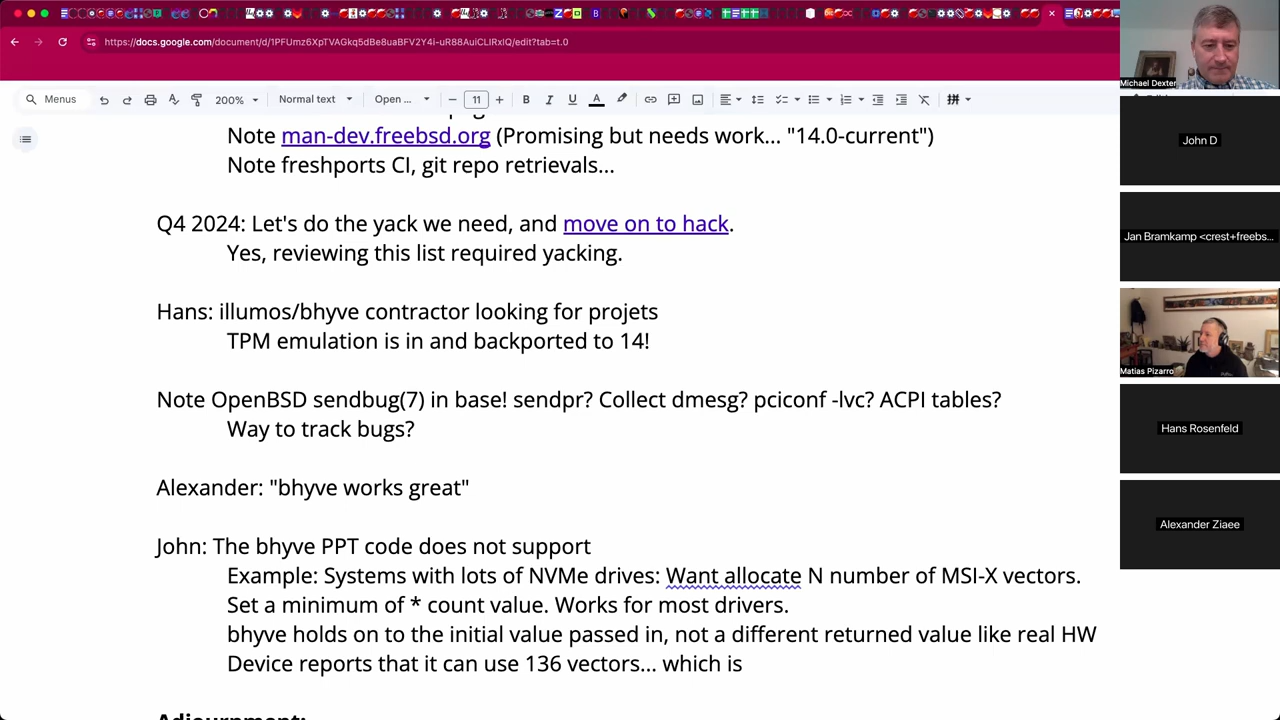 https://docs.google.com/document/d/1PFUmz6XpTVAGkq5dBe8uaBFV2Y4i-uR88AuiCLIRxIQ/edit?tab=t.0
Menus
200%
Normal text
Open ...
11
Note man-dev.freebsd.org (Promising but needs work... "14.0-current")
Note freshports CI, git repo retrievals...
Q4 2024: Let's do the yack we need, and move on to hack.
Yes, reviewing this list required yacking.
Hans: illumos/bhyve contractor looking for projets
TPM emulation is in and backported to 14!
Note OpenBSD sendbug(7) in base! sendpr? Collect dmesg? pciconf -lvc? ACPI tables?
Way to track bugs?
Alexander: "bhyve works great"
John: The bhyve PPT code does not support
Example: Systems with lots of NVMe drives: Want allocate N number of MSI-X vectors.
Set a minimum of * count value. Works for most drivers.
bhyve holds on to the initial value passed in, not a different returned value like real HW
Device reports that it can use 136 vectors... which is
Adjournment:
Michael Dexter
John D
Jan Bramkamp <crest+freebs...
Matias Pizarro
Hans Rosenfeld
Alexander Ziaee